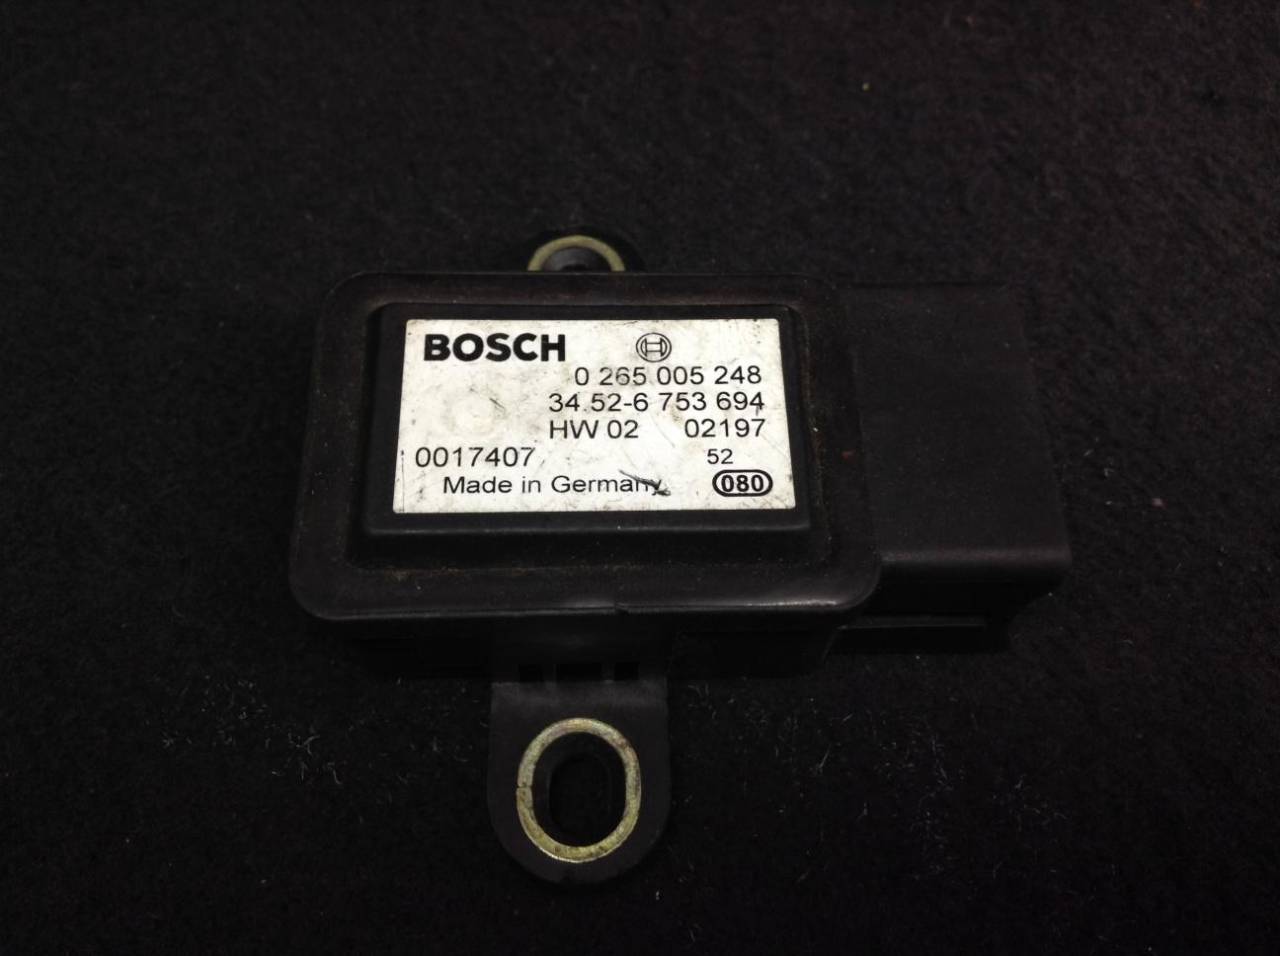 BOSCH
0 265 005 248
34.52-6 753 694
HW 02 02197
0017407 52
Made in Germany 080